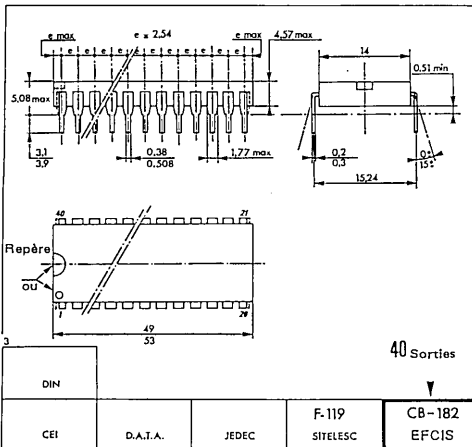 e max e = 2,54 e max
e e e e e e e e e e e
4,57 max
14
0,51 min
5,08 max
3,1
3,9
0,38
0,508
1,77 max
0,2
0,3
0°
15°
15,24
40 21
Repère
ou
1 20
49
53
3
40 Sorties
DIN
CEI D.A.T.A. JEDEC F-119 SITELESC CB-182 EFCIS